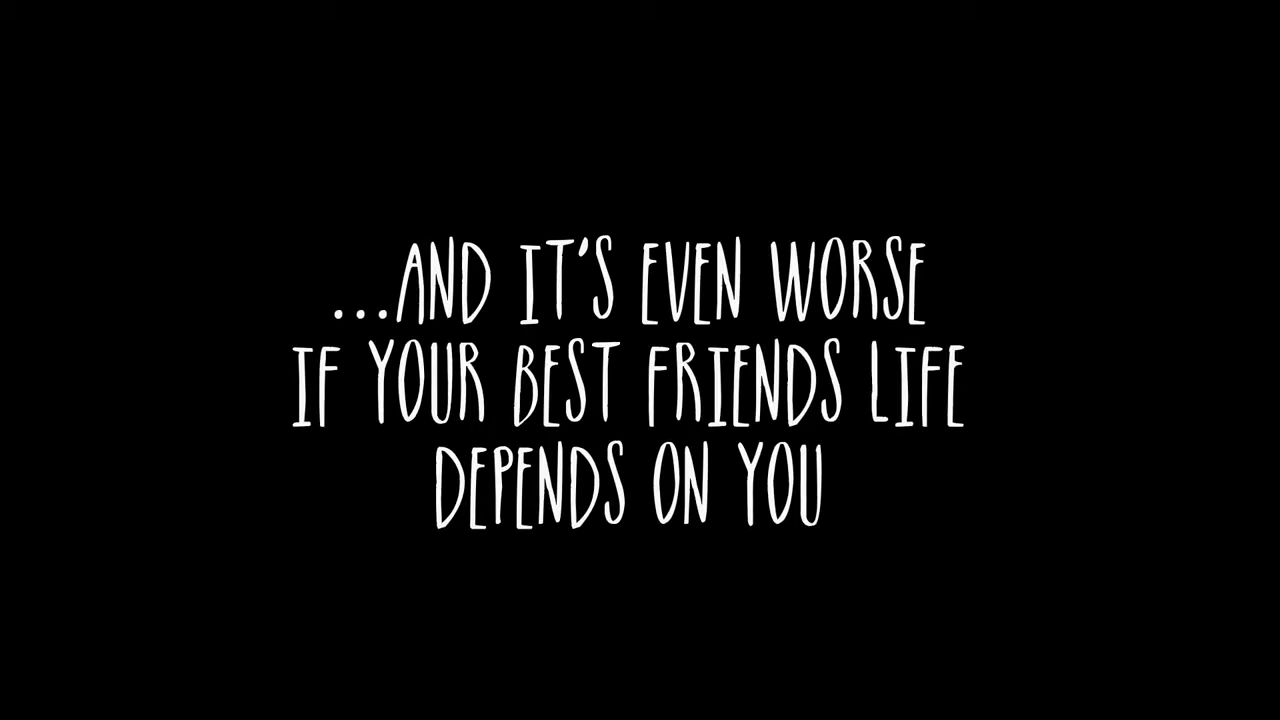 ...AND IT'S EVEN WORSE
IF YOUR BEST FRIENDS LIFE
DEPENDS ON YOU